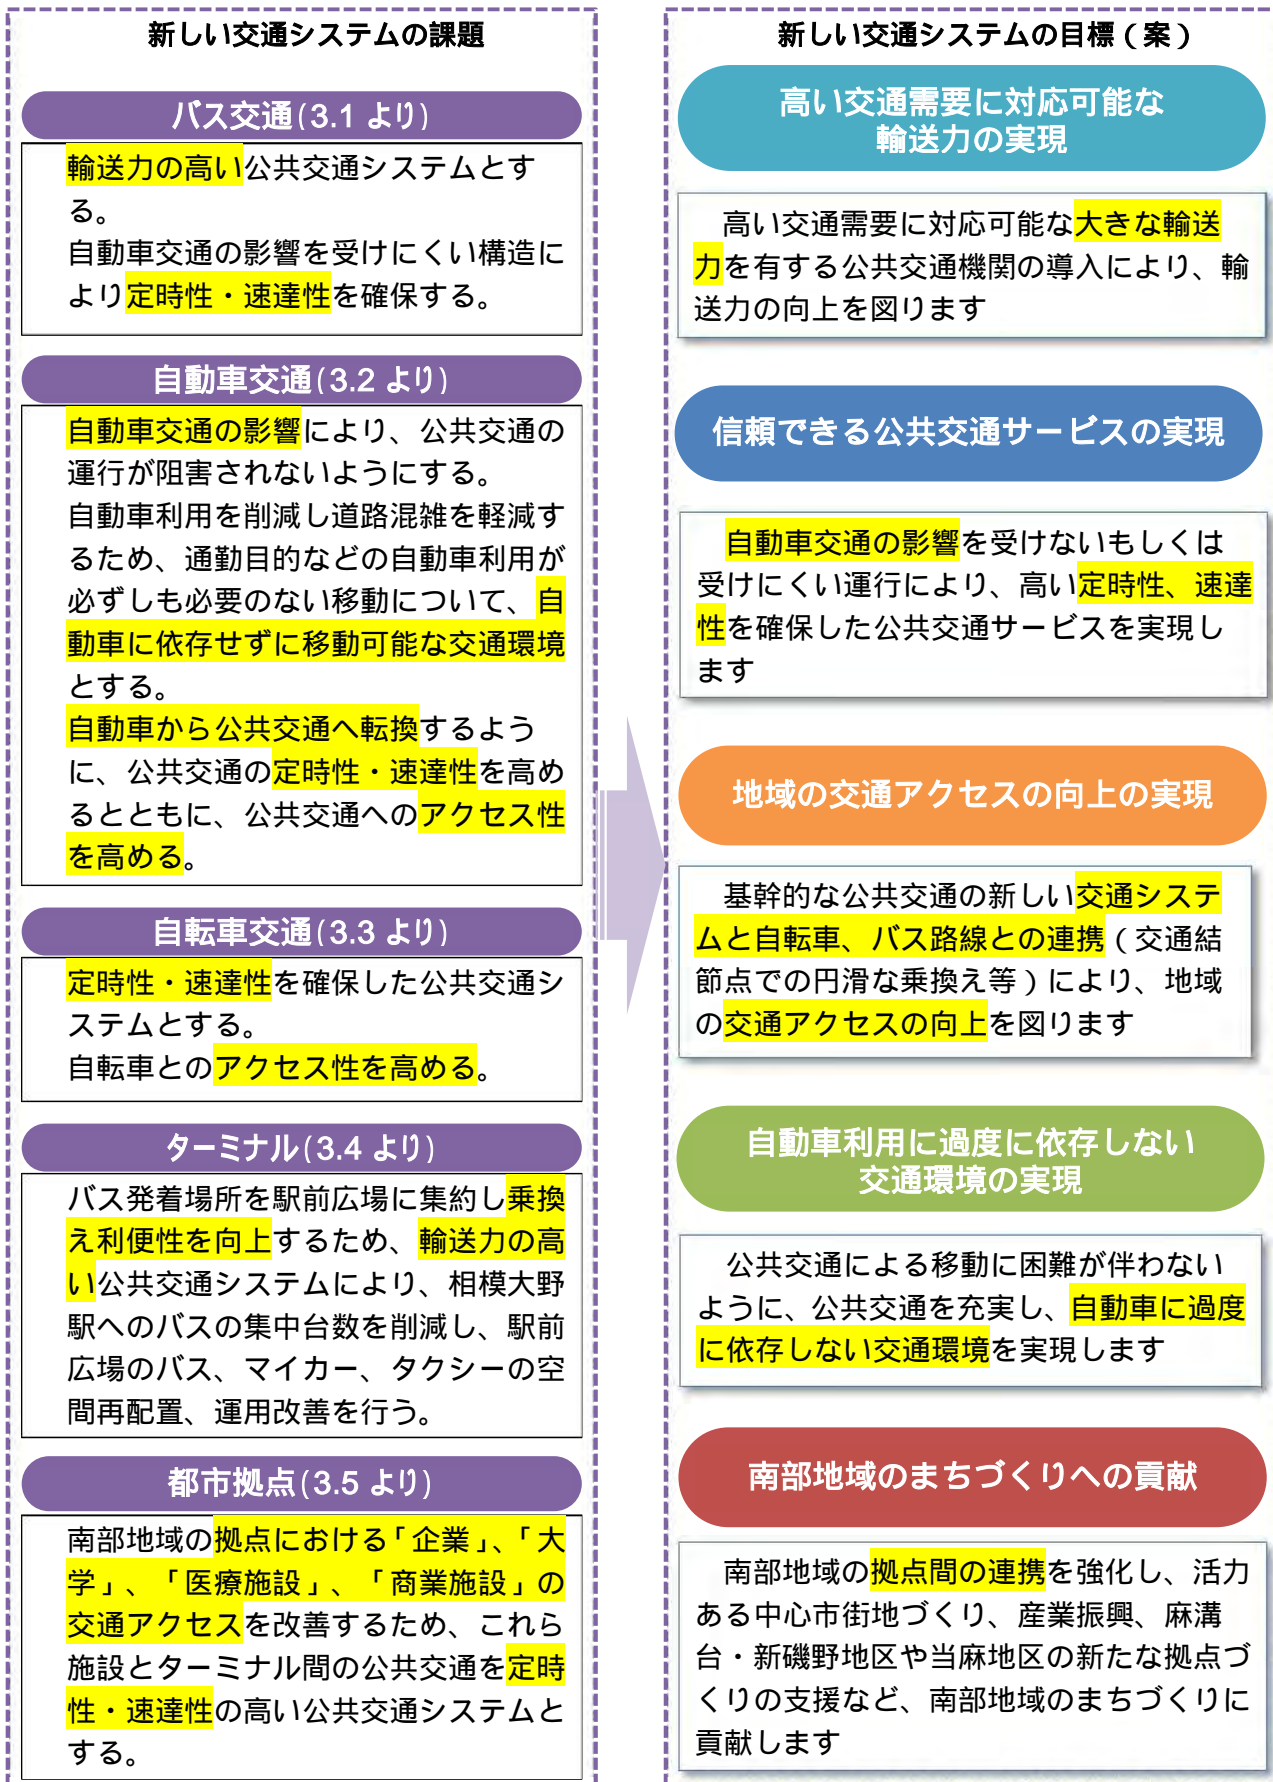 新しい交通システムの課題
バス交通(3.1 より)
輸送力の高い公共交通システムとす
る。
自動車交通の影響を受けにくい構造に
より定時性・速達性を確保する。
自動車交通(3.2 より)
自動車交通の影響により、公共交通の
運行が阻害されないようにする。
自動車利用を削減し道路混雑を軽減す
るため、通勤目的などの自動車利用が
必ずしも必要のない移動について、自
動車に依存せずに移動可能な交通環境
とする。
自動車から公共交通へ転換するよう
に、公共交通の定時性・速達性を高め
るとともに、公共交通へのアクセス性
を高める。
自転車交通(3.3 より)
定時性・速達性を確保した公共交通シ
ステムとする。
自転車とのアクセス性を高める。
ターミナル(3.4 より)
バス発着場所を駅前広場に集約し乗換
え利便性を向上するため、輸送力の高
い公共交通システムにより、相模大野
駅へのバスの集中台数を削減し、駅前
広場のバス、マイカー、タクシーの空
間再配置、運用改善を行う。
都市拠点(3.5 より)
南部地域の拠点における「企業」、「大
学」、「医療施設」、「商業施設」の
交通アクセスを改善するため、これら
施設とターミナル間の公共交通を定時
性・速達性の高い公共交通システムと
する。
新しい交通システムの目標（案）
高い交通需要に対応可能な
輸送力の実現
高い交通需要に対応可能な大きな輸送
力を有する公共交通機関の導入により、輸
送力の向上を図ります
信頼できる公共交通サービスの実現
自動車交通の影響を受けないもしくは
受けにくい運行により、高い定時性、速達
性を確保した公共交通サービスを実現し
ます
地域の交通アクセスの向上の実現
基幹的な公共交通の新しい交通システ
ムと自転車、バス路線との連携（交通結
節点での円滑な乗換え等）により、地域
の交通アクセスの向上を図ります
自動車利用に過度に依存しない
交通環境の実現
公共交通による移動に困難が伴わない
ように、公共交通を充実し、自動車に過度
に依存しない交通環境を実現します
南部地域のまちづくりへの貢献
南部地域の拠点間の連携を強化し、活力
ある中心市街地づくり、産業振興、麻溝
台・新磯野地区や当麻地区の新たな拠点づ
くりの支援など、南部地域のまちづくりに
貢献します